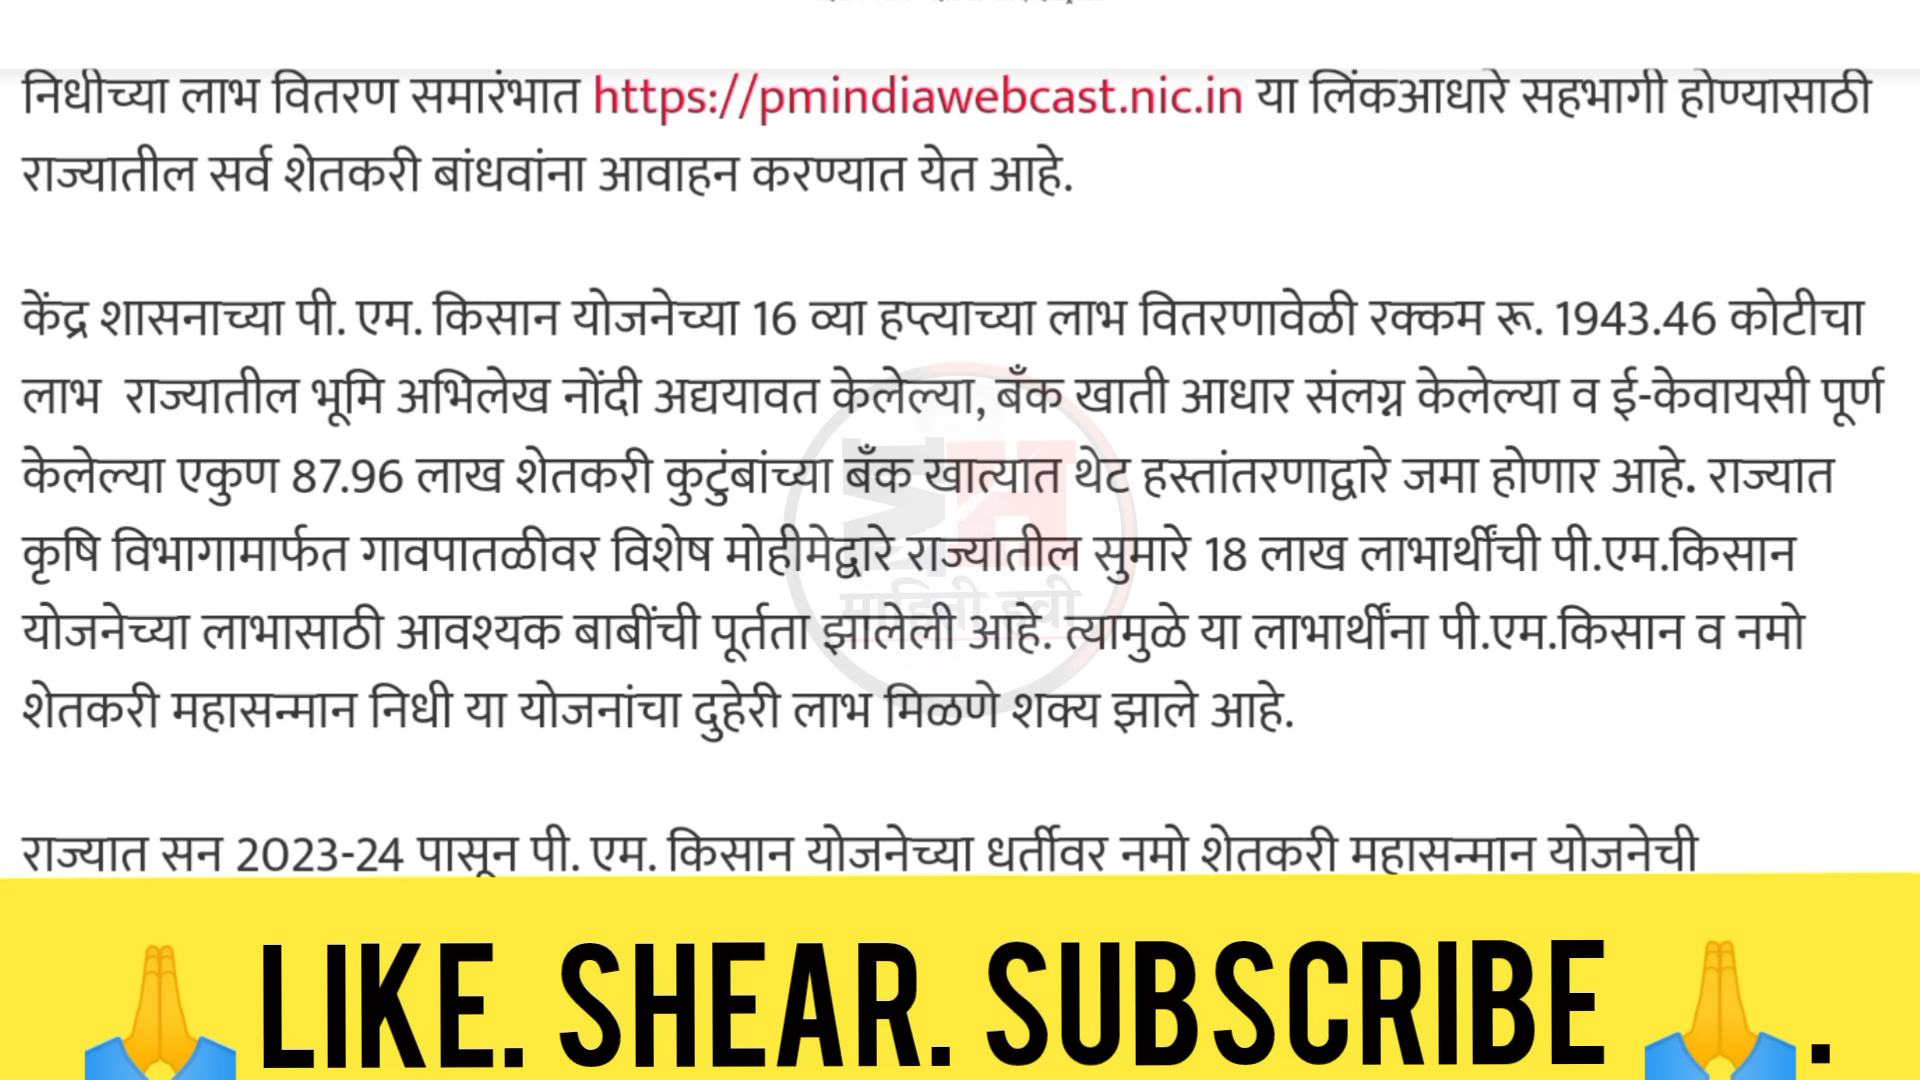 निधीच्या लाभ वितरण समारंभात https://pmindiawebcast.nic.in या लिंकआधारे सहभागी होण्यासाठी
राज्यातील सर्व शेतकरी बांधवांना आवाहन करण्यात येत आहे.
केंद्र शासनाच्या पी. एम. किसान योजनेच्या 16 व्या हप्त्याच्या लाभ वितरणावेळी रक्कम रू. 1943.46 कोटीचा
लाभ राज्यातील भूमि अभिलेख नोंदी अद्ययावत केलेल्या, बँक खाती आधार संलग्न केलेल्या व ई-केवायसी पूर्ण
केलेल्या एकुण 87.96 लाख शेतकरी कुटुंबांच्या बँक खात्यात थेट हस्तांतरणाद्वारे जमा होणार आहे. राज्यात
कृषि विभागामार्फत गावपातळीवर विशेष मोहीमेद्वारे राज्यातील सुमारे 18 लाख लाभार्थींची पी.एम.किसान
योजनेच्या लाभासाठी आवश्यक बाबींची पूर्तता झालेली आहे. त्यामुळे या लाभार्थींना पी.एम.किसान व नमो
शेतकरी महासन्मान निधी या योजनांचा दुहेरी लाभ मिळणे शक्य झाले आहे.
राज्यात सन 2023-24 पासून पी. एम. किसान योजनेच्या धर्तीवर नमो शेतकरी महासन्मान योजनेची
LIKE. SHEAR. SUBSCRIBE .